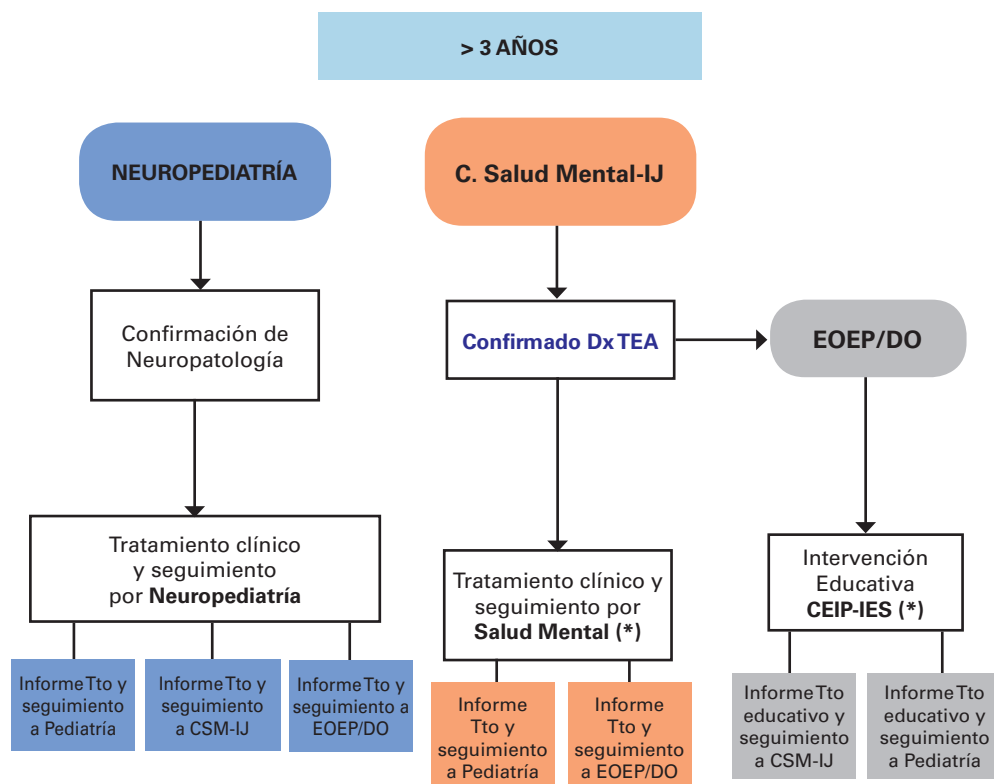 > 3 AÑOS
NEUROPEDIATRÍA
C. Salud Mental-IJ
Confirmación de
Neuropatología
Confirmado Dx TEA
EOEP/DO
Tratamiento clínico
y seguimiento
por Neuropediatría
Tratamiento clínico y
seguimiento por
Salud Mental (*)
Intervención
Educativa
CEIP-IES (*)
Informe Tto y
seguimiento
a Pediatría
Informe Tto y
seguimiento
a CSM-IJ
Informe Tto y
seguimiento a
EOEP/DO
Informe
Tto y
seguimiento
a Pediatría
Informe
Tto y
seguimiento
a EOEP/DO
Informe Tto
educativo y
seguimiento
a CSM-IJ
Informe Tto
educativo y
seguimiento
a Pediatría